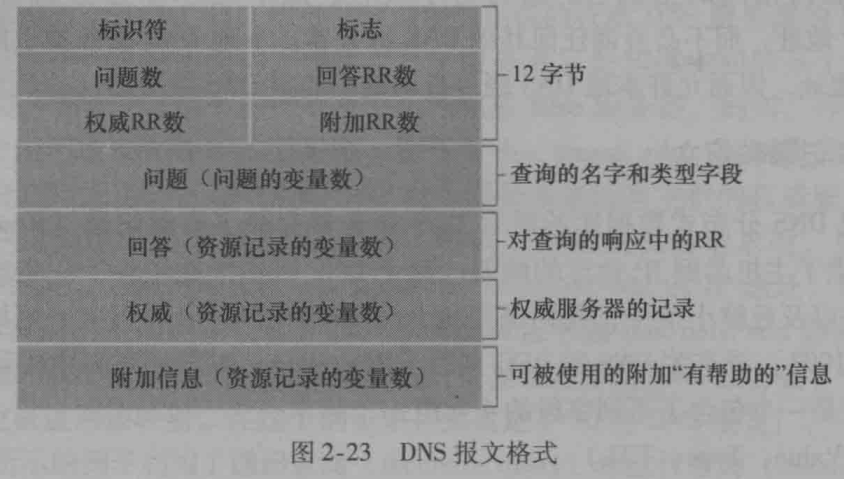 标识符 标志
问题数 回答RR数 12字节
权威RR数 附加RR数
问题（问题的变量数） 查询的名字和类型字段
回答（资源记录的变量数） 对查询的响应中的RR
权威（资源记录的变量数） 权威服务器的记录
附加信息（资源记录的变量数） 可被使用的附加“有帮助的”信息
图 2-23 DNS 报文格式